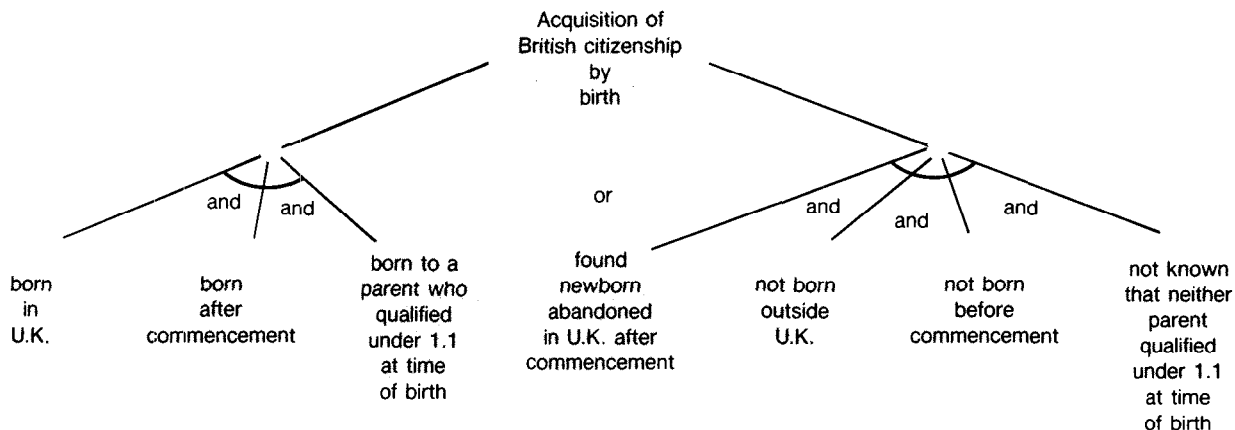 Acquisition of
British citizenship
by
birth
and
and
or
and
and
and
born
in
U.K.
born
after
commencement
born to a
parent who
qualified
under 1.1
at time
of birth
found
newborn
abandoned
in U.K. after
commencement
not born
outside
U.K.
not born
before
commencement
not known
that neither
parent
qualified
under 1.1
at time
of birth